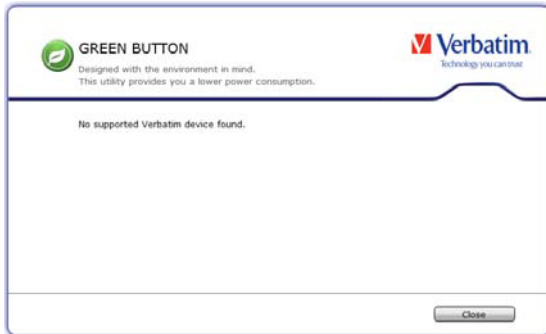 GREEN BUTTON
Designed with the environment in mind.
This utility provides you a lower power consumption.
Verbatim.
Technology you can trust
No supported Verbatim device found.
Close